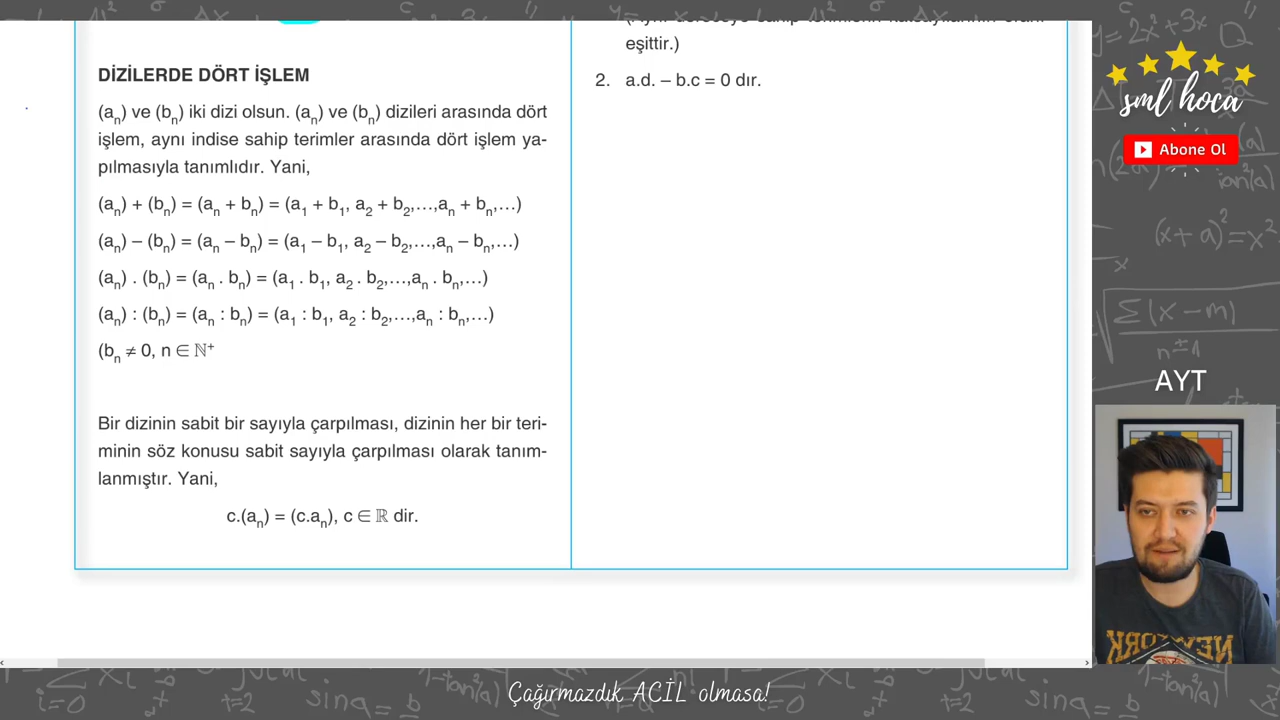 DİZİLERDE DÖRT İŞLEM
(aₙ) ve (bₙ) iki dizi olsun. (aₙ) ve (bₙ) dizileri arasında dört
işlem, aynı indise sahip terimler arasında dört işlem ya-
pılmasıyla tanımlıdır. Yani,
(aₙ) + (bₙ) = (aₙ + bₙ) = (a₁ + b₁, a₂ + b₂,…,aₙ + bₙ,…)
(aₙ) – (bₙ) = (aₙ – bₙ) = (a₁ – b₁, a₂ – b₂,…,aₙ – bₙ,…)
(aₙ) . (bₙ) = (aₙ . bₙ) = (a₁ . b₁, a₂ . b₂,…,aₙ . bₙ,…)
(aₙ) : (bₙ) = (aₙ : bₙ) = (a₁ : b₁, a₂ : b₂,…,aₙ : bₙ,…)
(bₙ ≠ 0, n ∈ ℕ⁺
Bir dizinin sabit bir sayıyla çarpılması, dizinin her bir teri-
minin söz konusu sabit sayıyla çarpılması olarak tanım-
lanmıştır. Yani,
c.(aₙ) = (c.aₙ), c ∈ ℝ dir.
eşittir.)
2. a.d. – b.c = 0 dır.
sml hoca
Abone Ol
AYT
NEWYORK
Çağırmazdık ACİL olmasa!